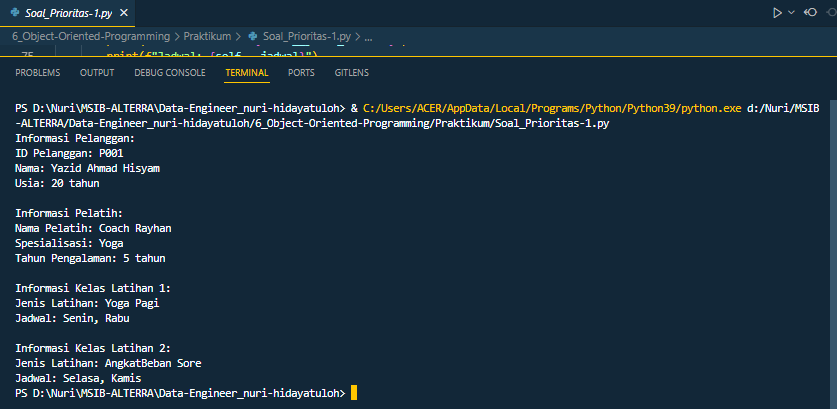 Soal_Prioritas-1.py
6_Object-Oriented-Programming > Praktikum > Soal_Prioritas-1.py > ...
75 print(f"Jadwal: {self.__jadwal}")
PROBLEMS OUTPUT DEBUG CONSOLE TERMINAL PORTS GITLENS
PS D:\Nuri\MSIB-ALTERRA\Data-Engineer_nuri-hidayatuloh> & C:/Users/ACER/AppData/Local/Programs/Python/Python39/python.exe d:/Nuri/MSIB
-ALTERRA/Data-Engineer_nuri-hidayatuloh/6_Object-Oriented-Programming/Praktikum/Soal_Prioritas-1.py
Informasi Pelanggan:
ID Pelanggan: P001
Nama: Yazid Ahmad Hisyam
Usia: 20 tahun
Informasi Pelatih:
Nama Pelatih: Coach Rayhan
Spesialisasi: Yoga
Tahun Pengalaman: 5 tahun
Informasi Kelas Latihan 1:
Jenis Latihan: Yoga Pagi
Jadwal: Senin, Rabu
Informasi Kelas Latihan 2:
Jenis Latihan: AngkatBeban Sore
Jadwal: Selasa, Kamis
PS D:\Nuri\MSIB-ALTERRA\Data-Engineer_nuri-hidayatuloh>